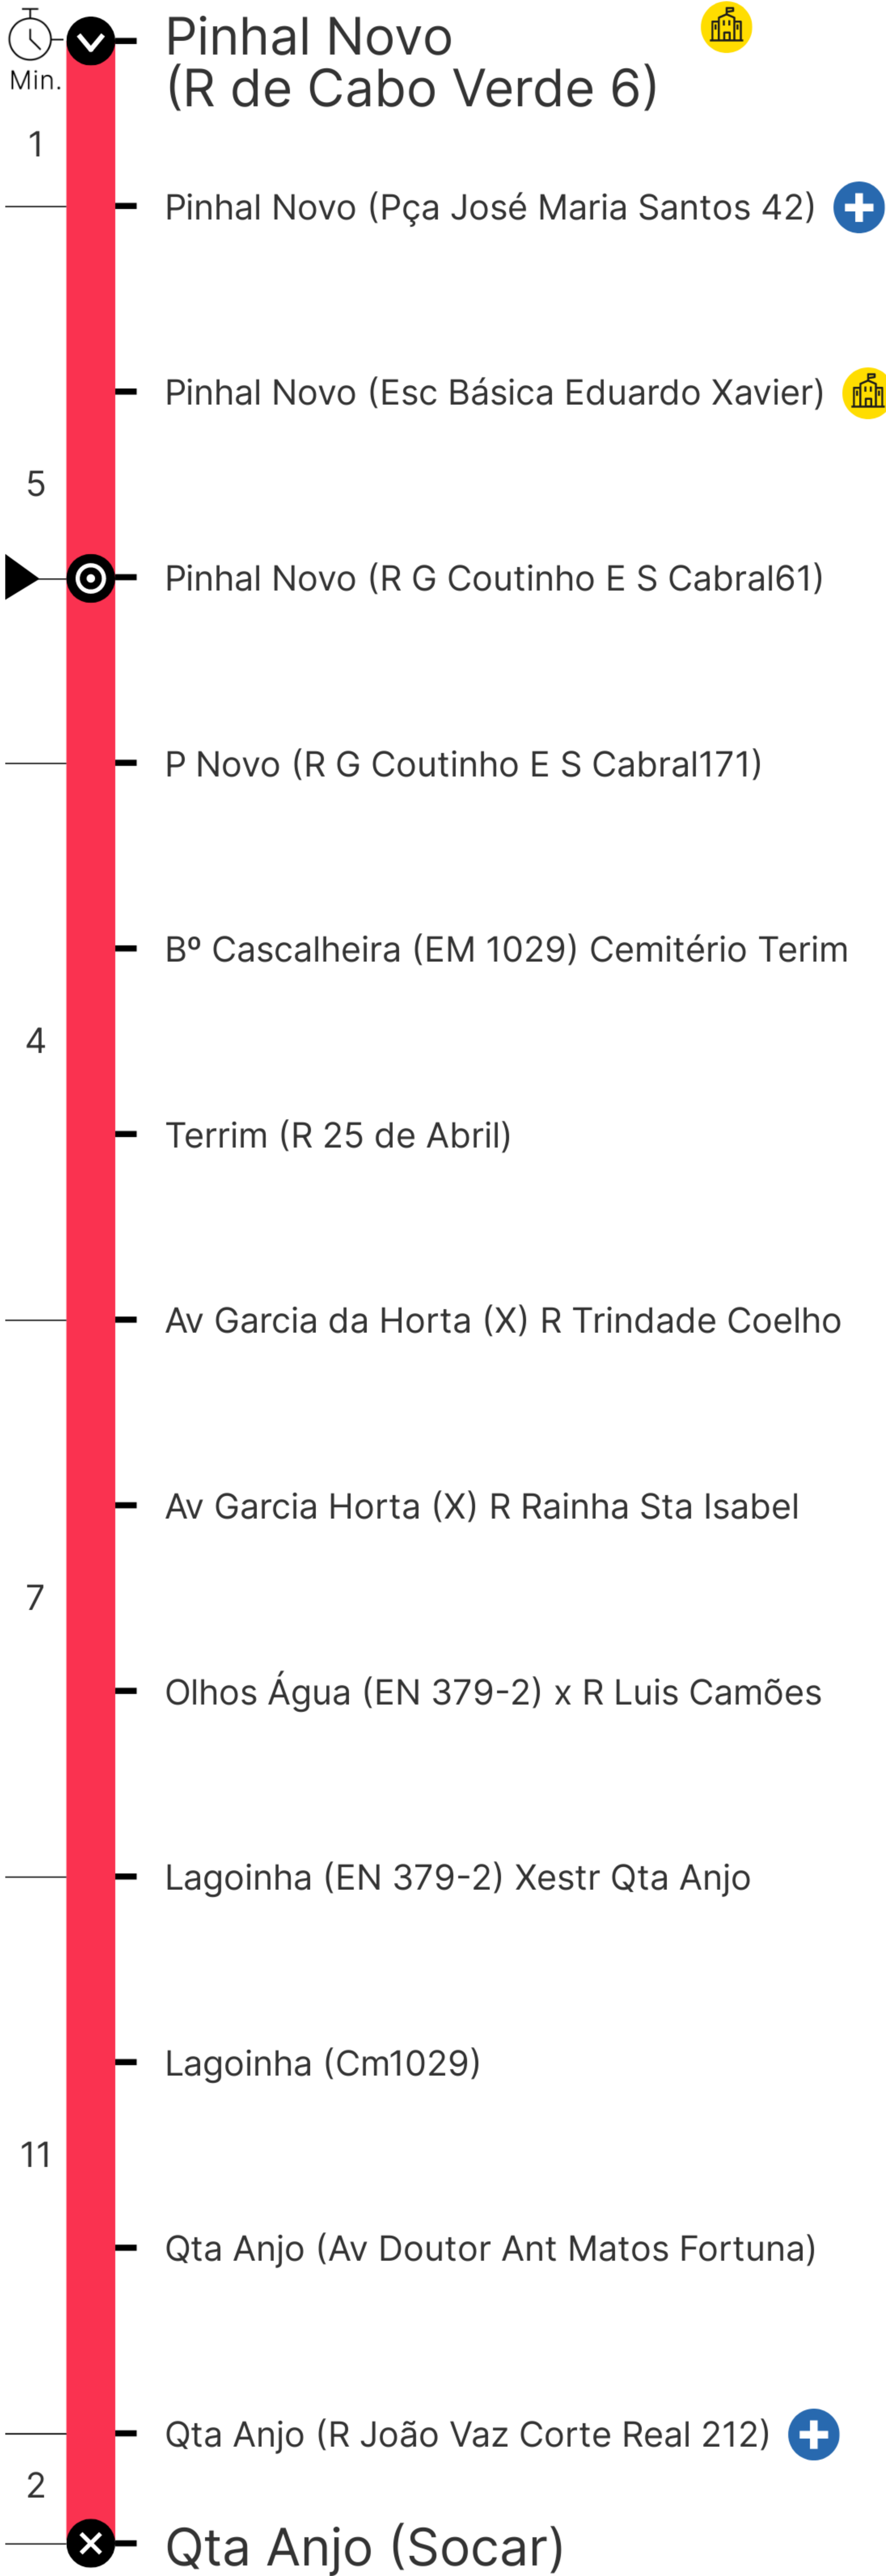 Pinhal Novo
(R de Cabo Verde 6)
Min.
1
Pinhal Novo (Pça José Maria Santos 42)
Pinhal Novo (Esc Básica Eduardo Xavier)
5
Pinhal Novo (R G Coutinho E S Cabral61)
P Novo (R G Coutinho E S Cabral171)
Bº Cascalheira (EM 1029) Cemitério Terim
4
Terrim (R 25 de Abril)
Av Garcia da Horta (X) R Trindade Coelho
Av Garcia Horta (X) R Rainha Sta Isabel
7
Olhos Água (EN 379-2) x R Luis Camões
Lagoinha (EN 379-2) Xestr Qta Anjo
Lagoinha (Cm1029)
11
Qta Anjo (Av Doutor Ant Matos Fortuna)
Qta Anjo (R João Vaz Corte Real 212)
2
Qta Anjo (Socar)